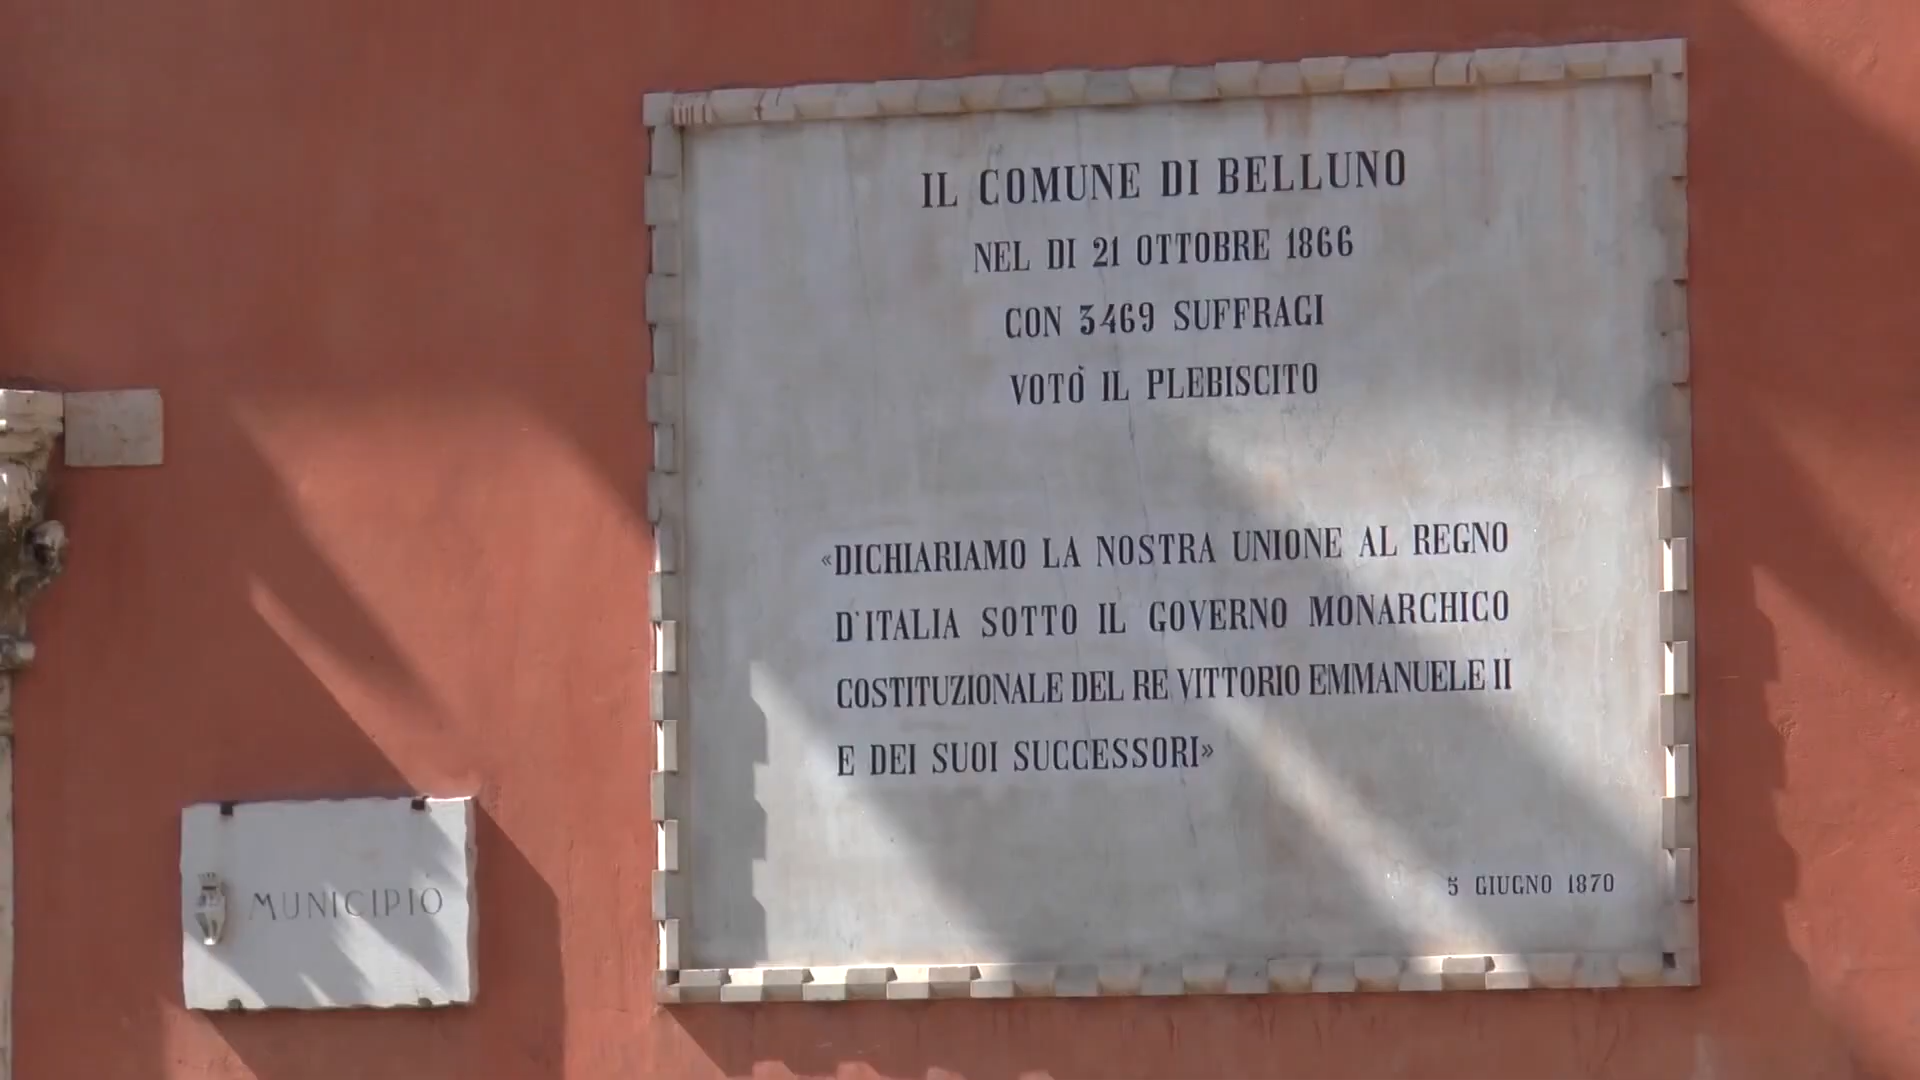 IL COMUNE DI BELLUNO
NEL DI 21 OTTOBRE 1866
CON 3469 SUFFRAGI
VOTÒ IL PLEBISCITO
«DICHIARIAMO LA NOSTRA UNIONE AL REGNO
D'ITALIA SOTTO IL GOVERNO MONARCHICO
COSTITUZIONALE DEL RE VITTORIO EMMANUELE II
E DEI SUOI SUCCESSORI»
5 GIUGNO 1870
MUNICIPIO